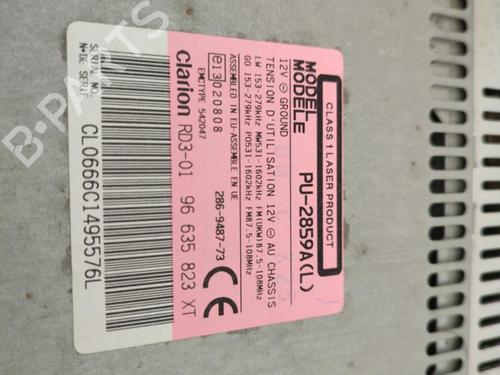 CLASS 1 LASER PRODUCT
MODEL
MODELE
PU-2859A(L)
12V ⊖ GROUND
TENSION D'UTILISATION 12V ⊖ AU CHASSIS
LW 153-279kHz MW531-1602kHz FM(UKW)87.5-108MHz
GO 153-279kHz PO531-1602kHz FM87.5-108MHz
ASSEMBLED IN EU-ASSEMBLE EN UE
e13 020808
286-9487-73
EMCTYPE 542047
clarion RD3-01 96 635 823 XT
SERIAL NO.
N°DE SERIE
CL0666C1495576L
B-PARTS